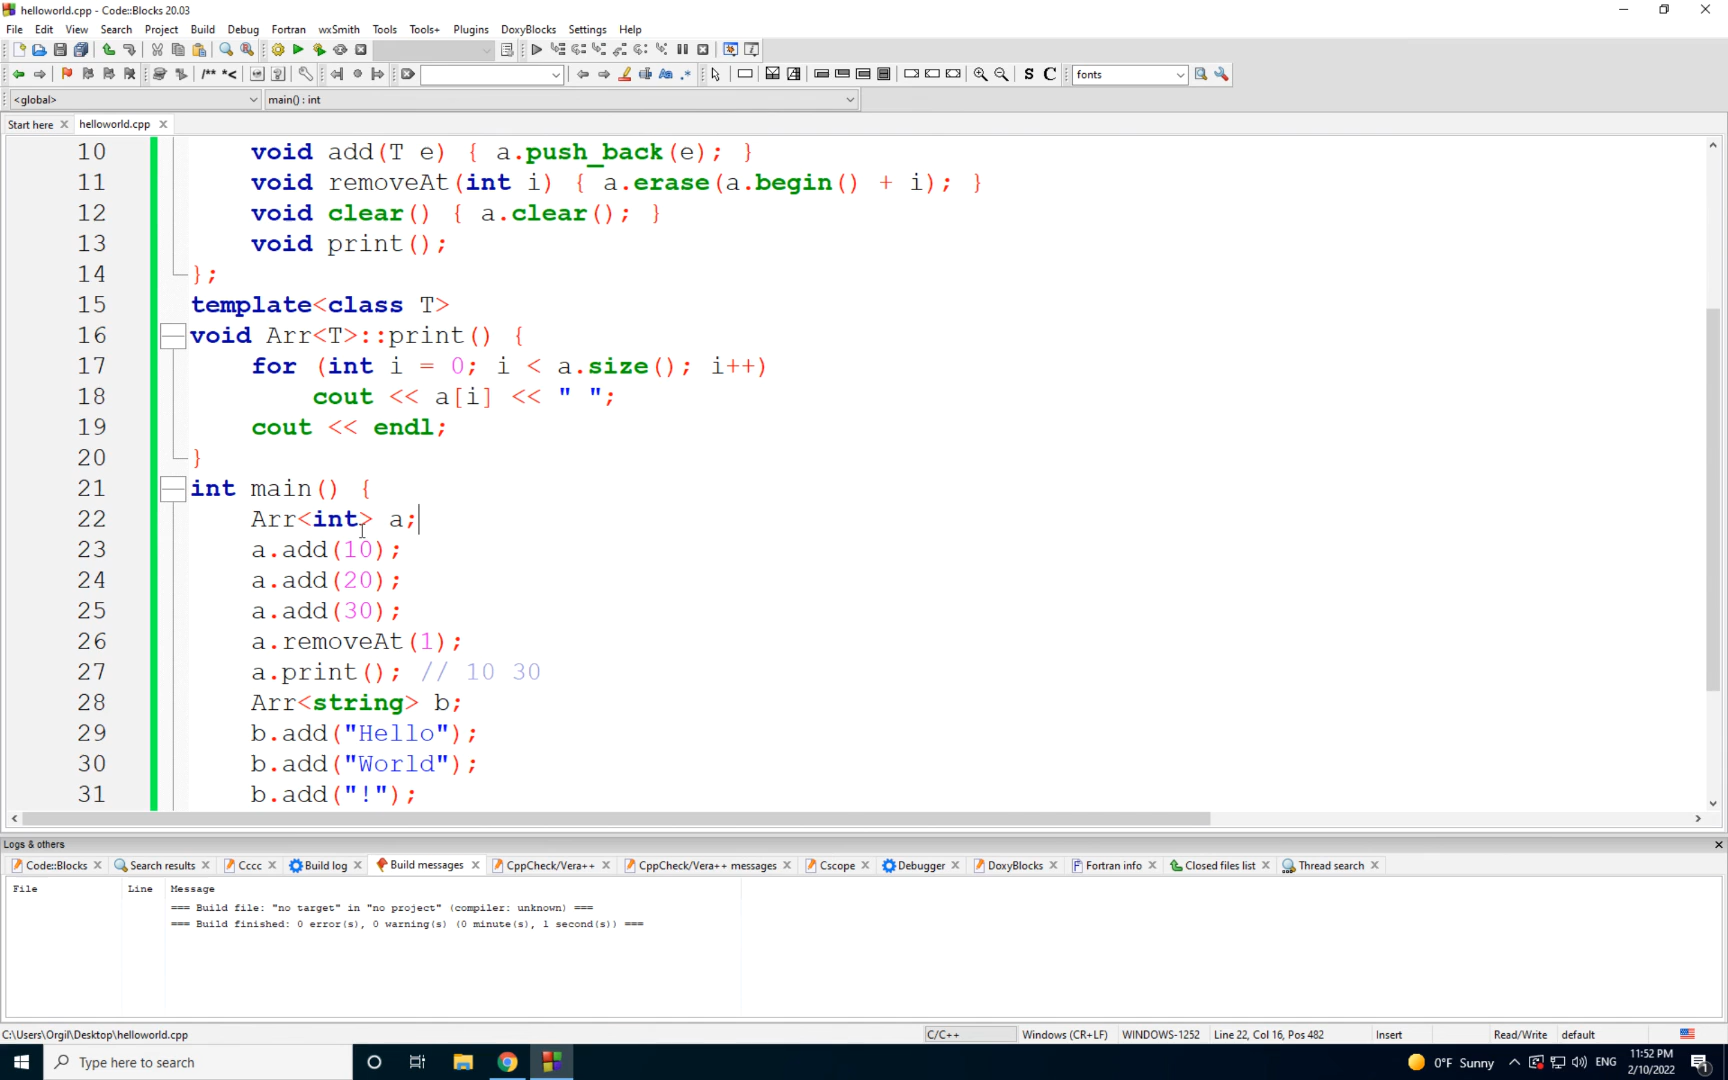 helloworld.cpp - Code::Blocks 20.03
File Edit View Search Project Build Debug Fortran wxSmith Tools Tools+ Plugins DoxyBlocks Settings Help
/** *< S C fonts
<global> main() : int
Start here helloworld.cpp
10 void add(T e) { a.push_back(e); }
11 void removeAt(int i) { a.erase(a.begin() + i); }
12 void clear() { a.clear(); }
13 void print();
14 };
15 template<class T>
16 void Arr<T>::print() {
17 for (int i = 0; i < a.size(); i++)
18 cout << a[i] << " ";
19 cout << endl;
20 }
21 int main() {
22 Arr<int> a;
23 a.add(10);
24 a.add(20);
25 a.add(30);
26 a.removeAt(1);
27 a.print(); // 10 30
28 Arr<string> b;
29 b.add("Hello");
30 b.add("World");
31 b.add("!");
Logs & others
Code::Blocks Search results Cccc Build log Build messages CppCheck/Vera++ CppCheck/Vera++ messages Cscope Debugger DoxyBlocks Fortran info Closed files list Thread search
File Line Message
=== Build file: "no target" in "no project" (compiler: unknown) ===
=== Build finished: 0 error(s), 0 warning(s) (0 minute(s), 1 second(s)) ===
C:\Users\Orgil\Desktop\helloworld.cpp C/C++ Windows (CR+LF) WINDOWS-1252 Line 22, Col 16, Pos 482 Insert Read/Write default
Type here to search 0°F Sunny ENG 11:52 PM
2/10/2022 1